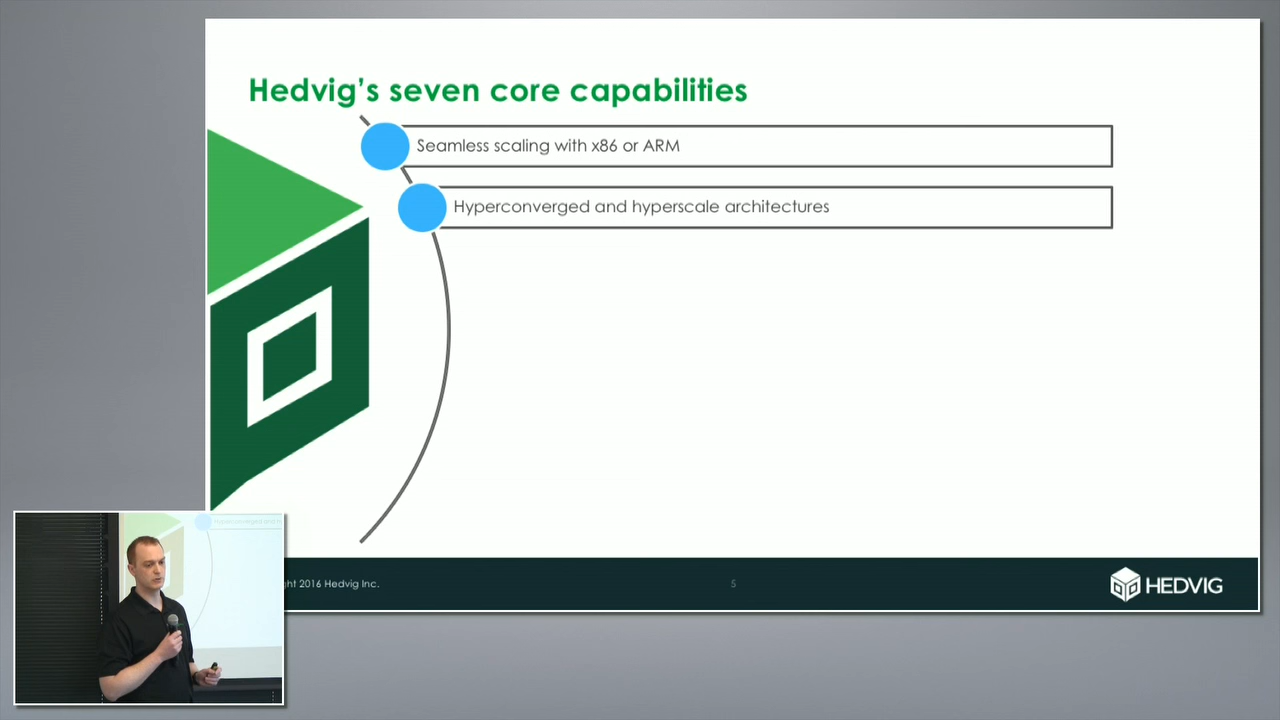 Hedvig's seven core capabilities
Seamless scaling with x86 or ARM
Hyperconverged and hyperscale architectures
2016 Hedvig Inc.
5
HEDVIG